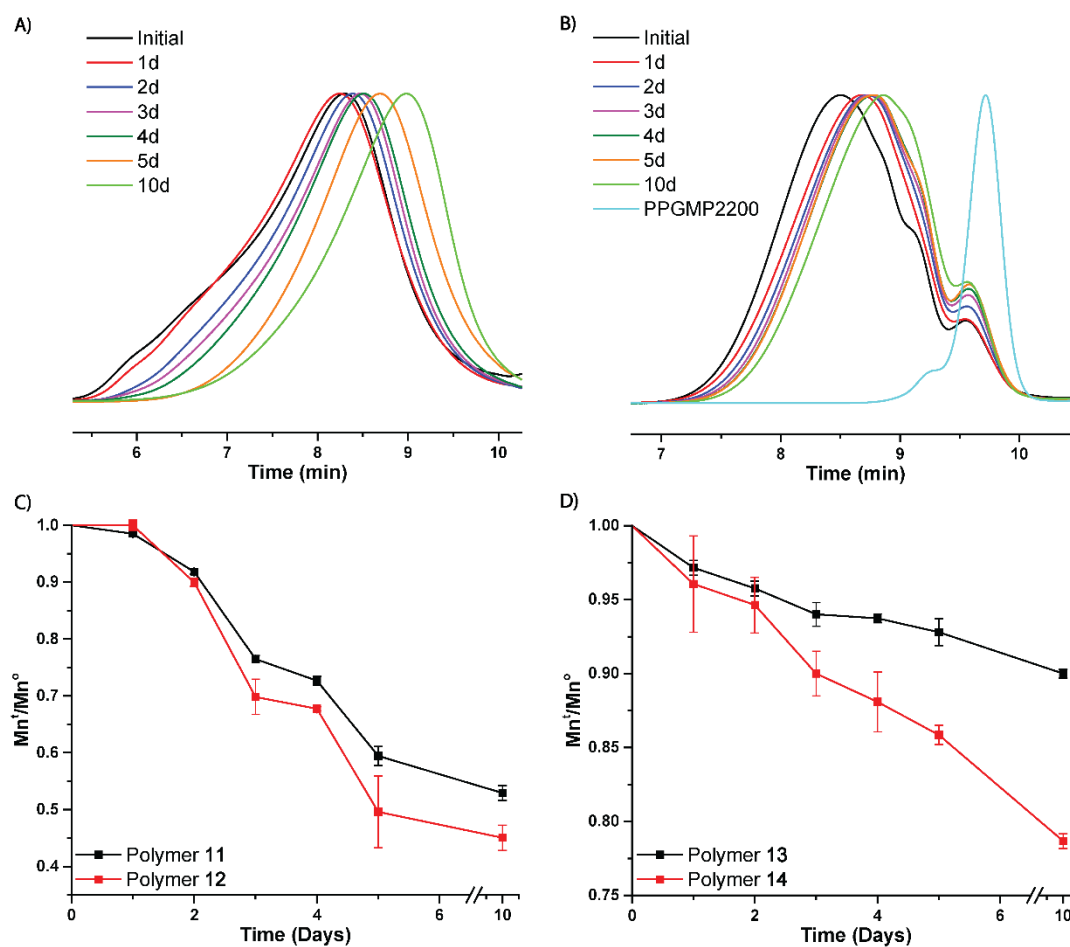 A)
Initial
1d
2d
3d
4d
5d
10d
6 7 8 9 10
Time (min)
B)
Initial
1d
2d
3d
4d
5d
10d
PPGMP2200
7 8 9 10
Time (min)
C)
1.0
0.9
0.8
0.7
0.6
0.5
0.4
Mnᵗ/Mnᵒ
Polymer 11
Polymer 12
0 2 4 6 10
Time (Days)
D)
1.00
0.95
0.90
0.85
0.80
0.75
Mnᵗ/Mnᵒ
Polymer 13
Polymer 14
0 2 4 6 10
Time (Days)